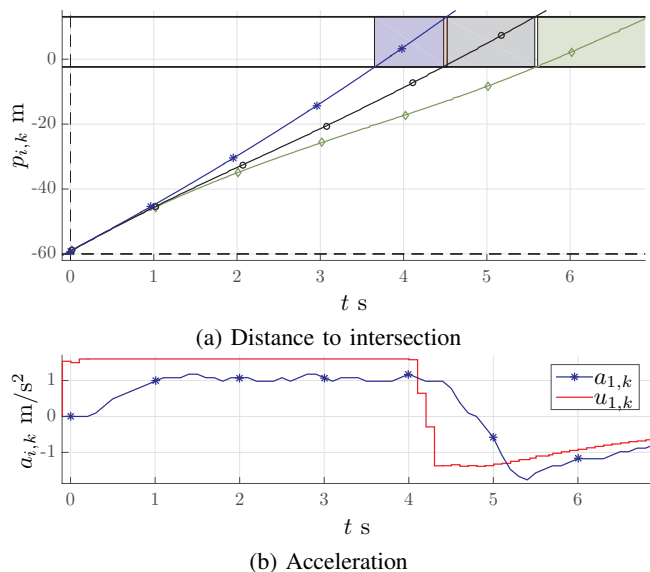 0
-20
-40
-60
p_{i,k} m
0 1 2 3 4 5 6
t s
(a) Distance to intersection
1
0
-1
a_{i,k} m/s²
a_{1,k}
u_{1,k}
0 1 2 3 4 5 6
t s
(b) Acceleration